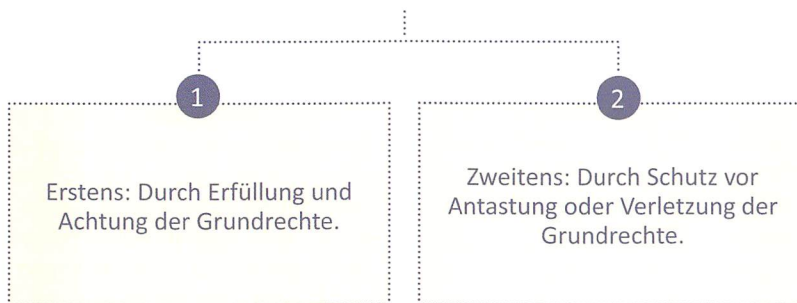 1
Erstens: Durch Erfüllung und
Achtung der Grundrechte.
2
Zweitens: Durch Schutz vor
Antastung oder Verletzung der
Grundrechte.